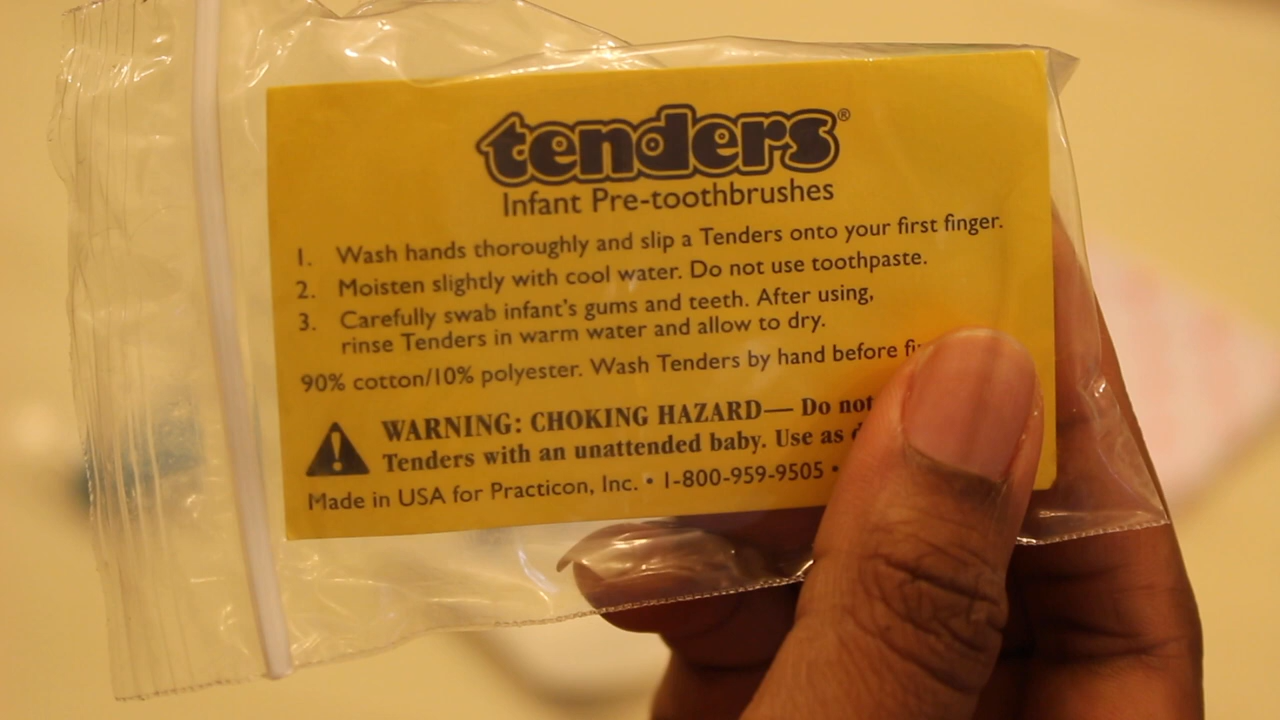 tenders®
Infant Pre-toothbrushes
1. Wash hands thoroughly and slip a Tenders onto your first finger.
2. Moisten slightly with cool water. Do not use toothpaste.
3. Carefully swab infant's gums and teeth. After using,
rinse Tenders in warm water and allow to dry.
90% cotton/10% polyester. Wash Tenders by hand before
WARNING: CHOKING HAZARD— Do not
Tenders with an unattended baby. Use as
Made in USA for Practicon, Inc. • 1-800-959-9505 •